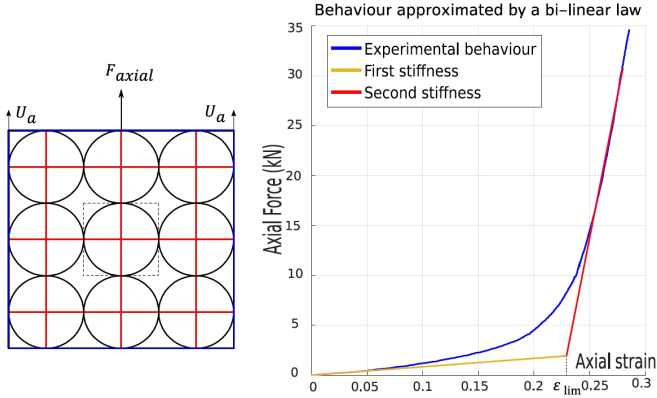 Behaviour approximated by a bi-linear law
F_axial
U_a
U_a
Experimental behaviour
First stiffness
Second stiffness
Axial Force (kN)
35
30
25
20
15
10
5
0
0
0.05
0.1
0.15
0.2
ε lim
0.25
0.3
Axial strain